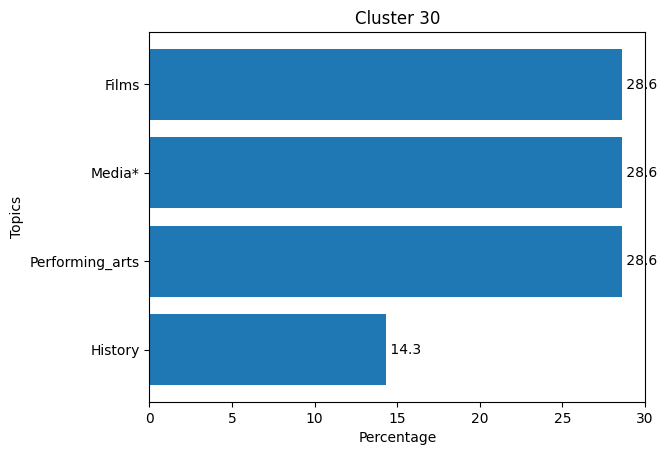 Cluster 30
Films 28.6
Media* 28.6
Performing_arts 28.6
History 14.3
0 5 10 15 20 25 30
Percentage
Topics